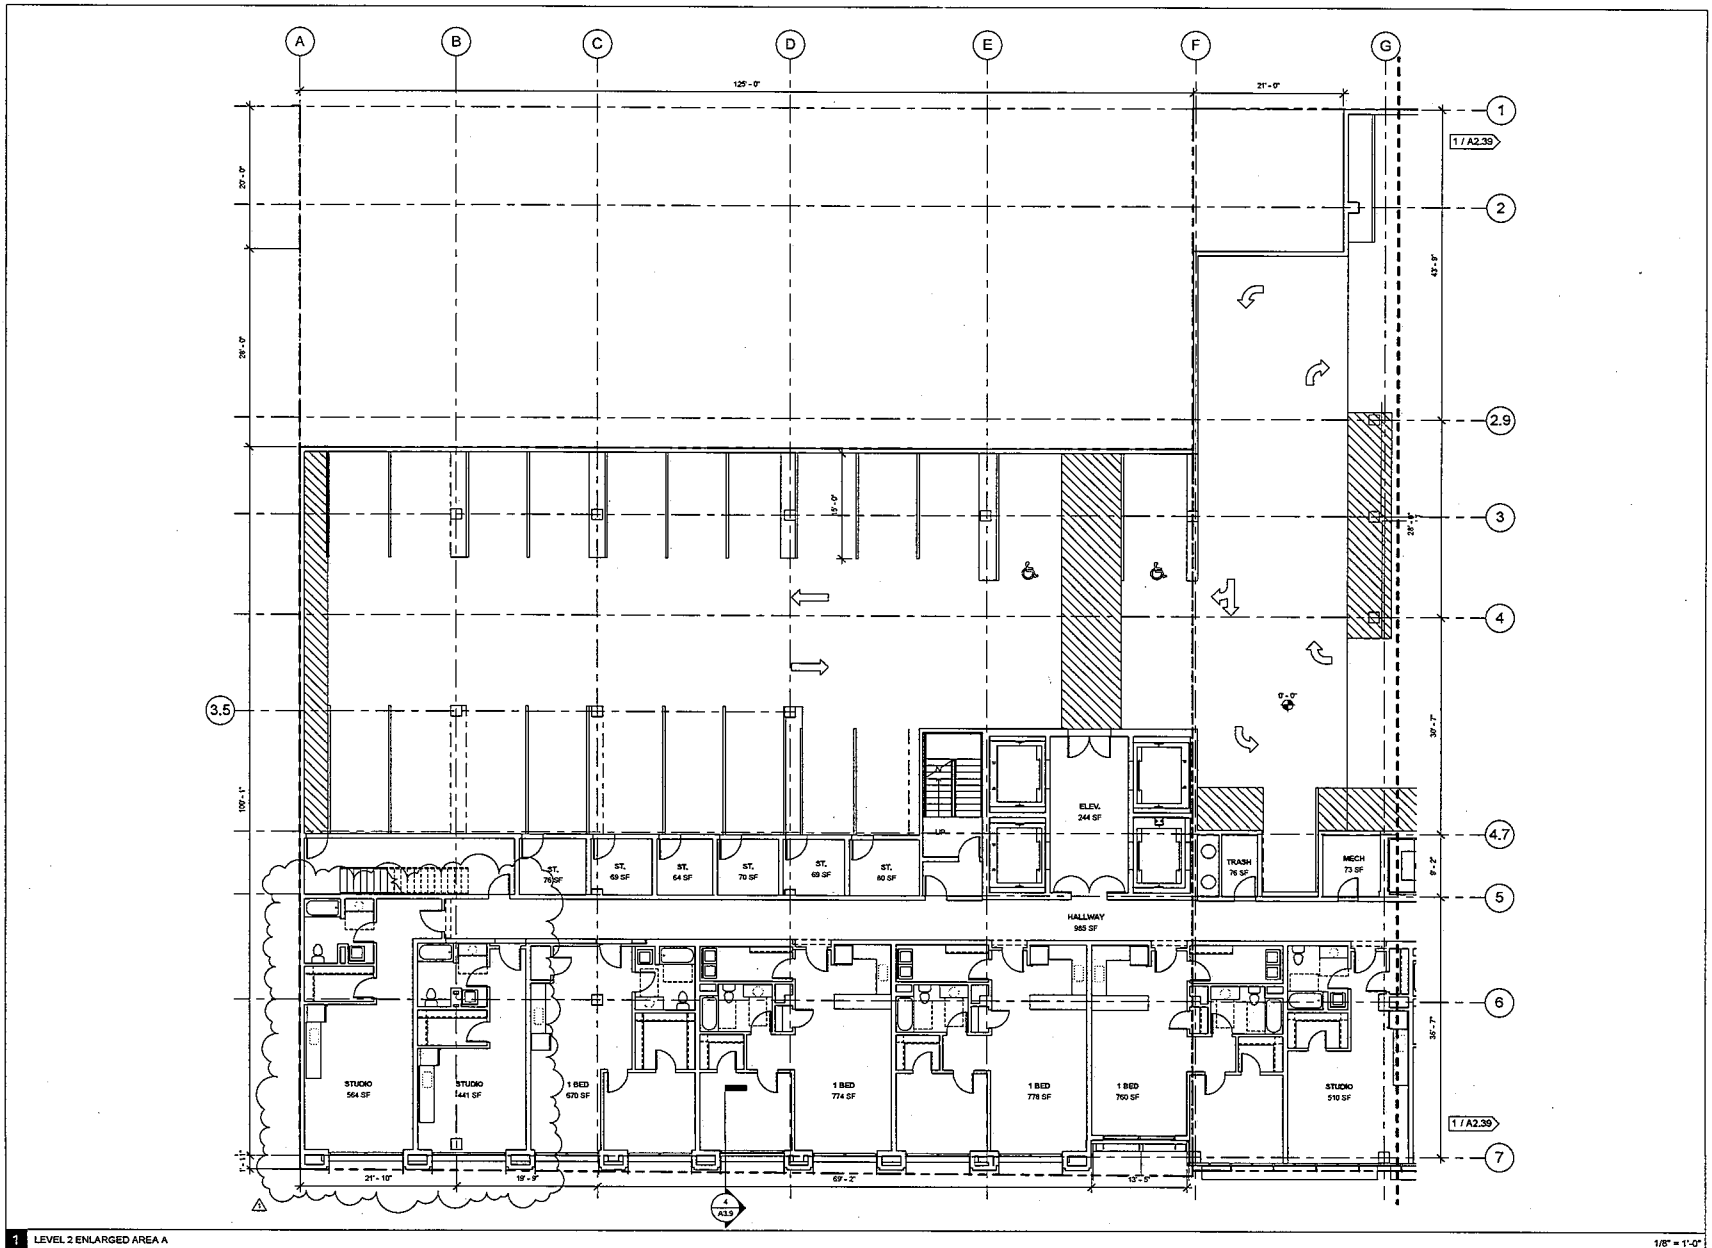 A B C D E F G
125' - 0"
21' - 0"
1
1 / A2.39
20' - 0"
2
43' - 9"
26' - 0"
2.9
15' - 0"
3
4
0' - 0"
3.5
30' - 7"
100' - 1"
ELEV.
244 SF
UP
4.7
ST.
76 SF
ST.
69 SF
ST.
64 SF
ST.
70 SF
ST.
69 SF
ST.
80 SF
TRASH
76 SF
MECH
73 SF
9' - 2"
5
HALLWAY
985 SF
6
35' - 7"
STUDIO
564 SF
STUDIO
441 SF
1 BED
670 SF
1 BED
774 SF
1 BED
778 SF
1 BED
760 SF
STUDIO
510 SF
1 / A2.39
7
1' - 11"
21' - 10"
19' - 9"
69' - 2"
13' - 5"
4
A3.9
1 LEVEL 2 ENLARGED AREA A
1/8" = 1'-0"